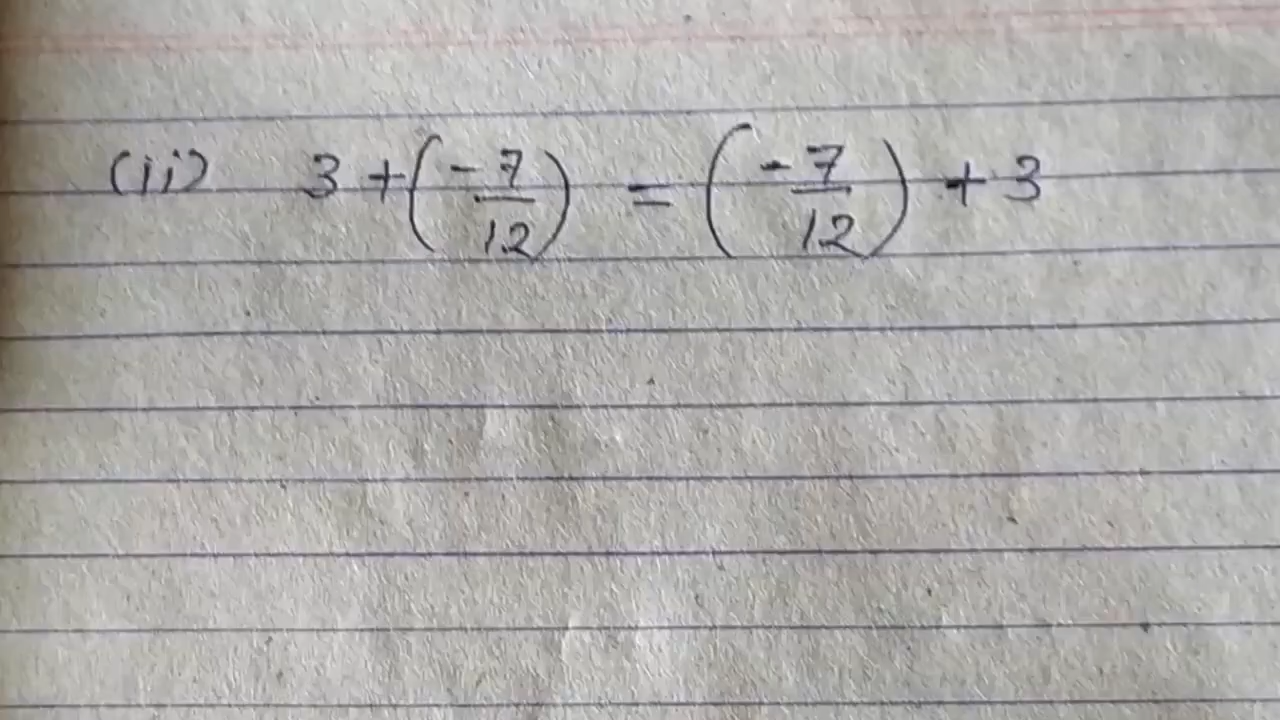 (ii) 3 + (-7/12) = (-7/12) + 3